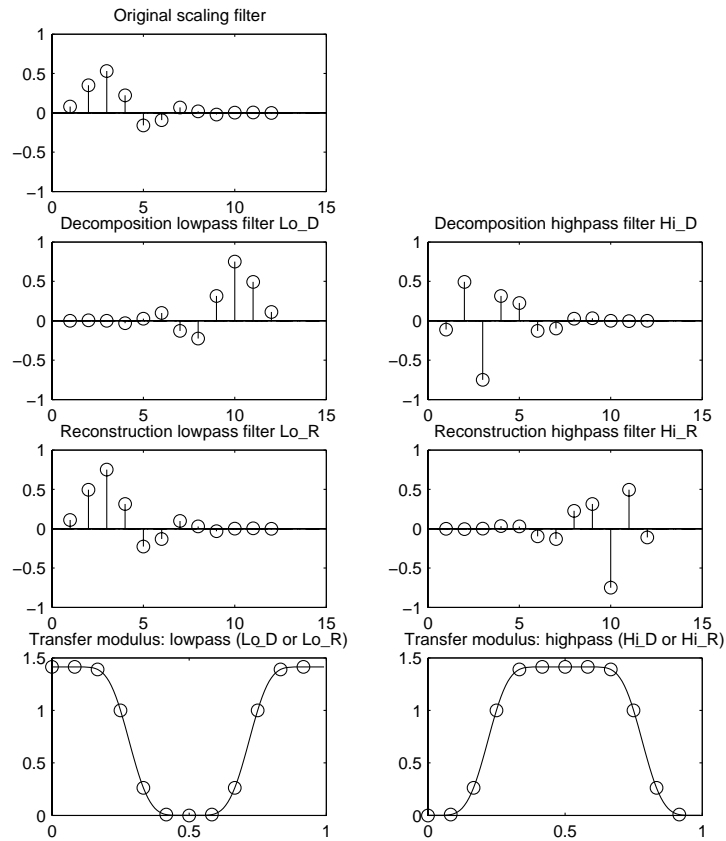 Original scaling filter
1
0.5
0
−0.5
−1
0 5 10 15
Decomposition lowpass filter Lo_D
1
0.5
0
−0.5
−1
0 5 10 15
Decomposition highpass filter Hi_D
1
0.5
0
−0.5
−1
0 5 10 15
Reconstruction lowpass filter Lo_R
1
0.5
0
−0.5
−1
0 5 10 15
Reconstruction highpass filter Hi_R
1
0.5
0
−0.5
−1
0 5 10 15
Transfer modulus: lowpass (Lo_D or Lo_R)
1.5
1
0.5
0
0 0.5 1
Transfer modulus: highpass (Hi_D or Hi_R)
1.5
1
0.5
0
0 0.5 1